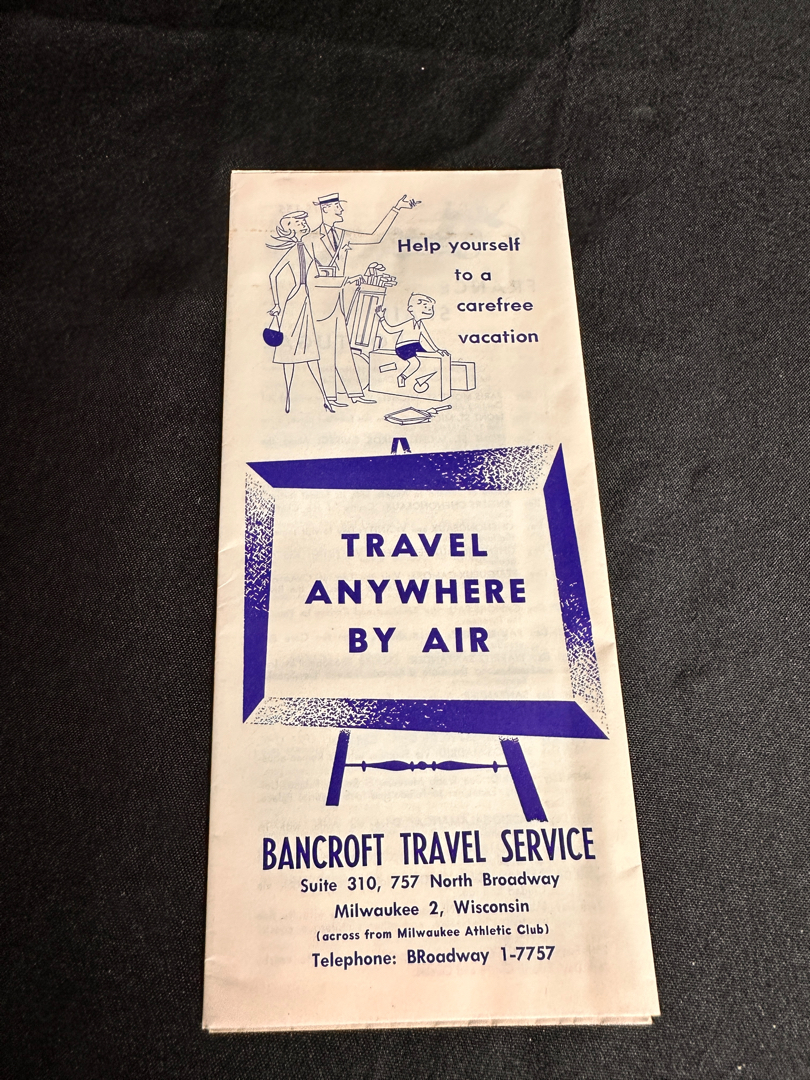 Help yourself
to a
carefree
vacation
TRAVEL
ANYWHERE
BY AIR
BANCROFT TRAVEL SERVICE
Suite 310, 757 North Broadway
Milwaukee 2, Wisconsin
(across from Milwaukee Athletic Club)
Telephone: BRoadway 1-7757